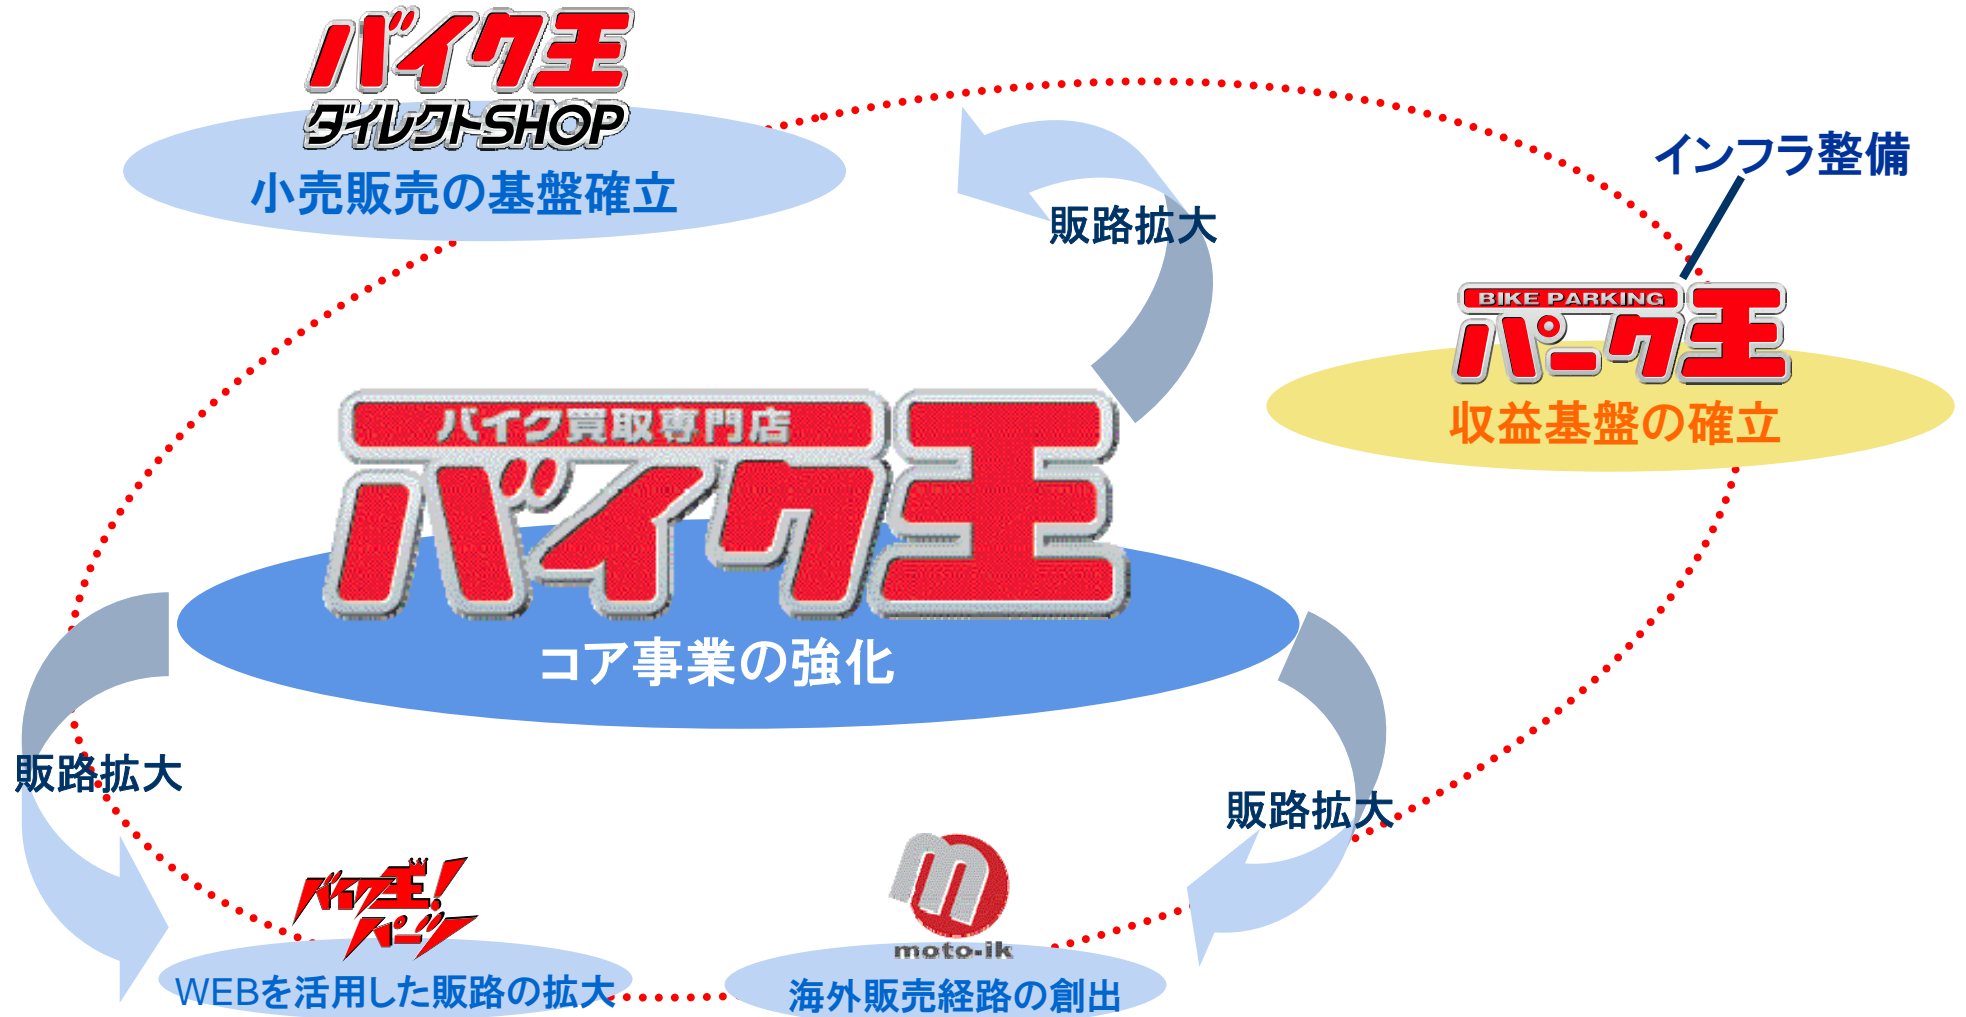 バイク王
ダイレクトSHOP
小売販売の基盤確立
インフラ整備
販路拡大
BIKE PARKING
パーク王
収益基盤の確立
バイク買取専門店
バイク王
コア事業の強化
販路拡大
販路拡大
バイク王!
パーツ
WEBを活用した販路の拡大
m
moto-ik
海外販売経路の創出